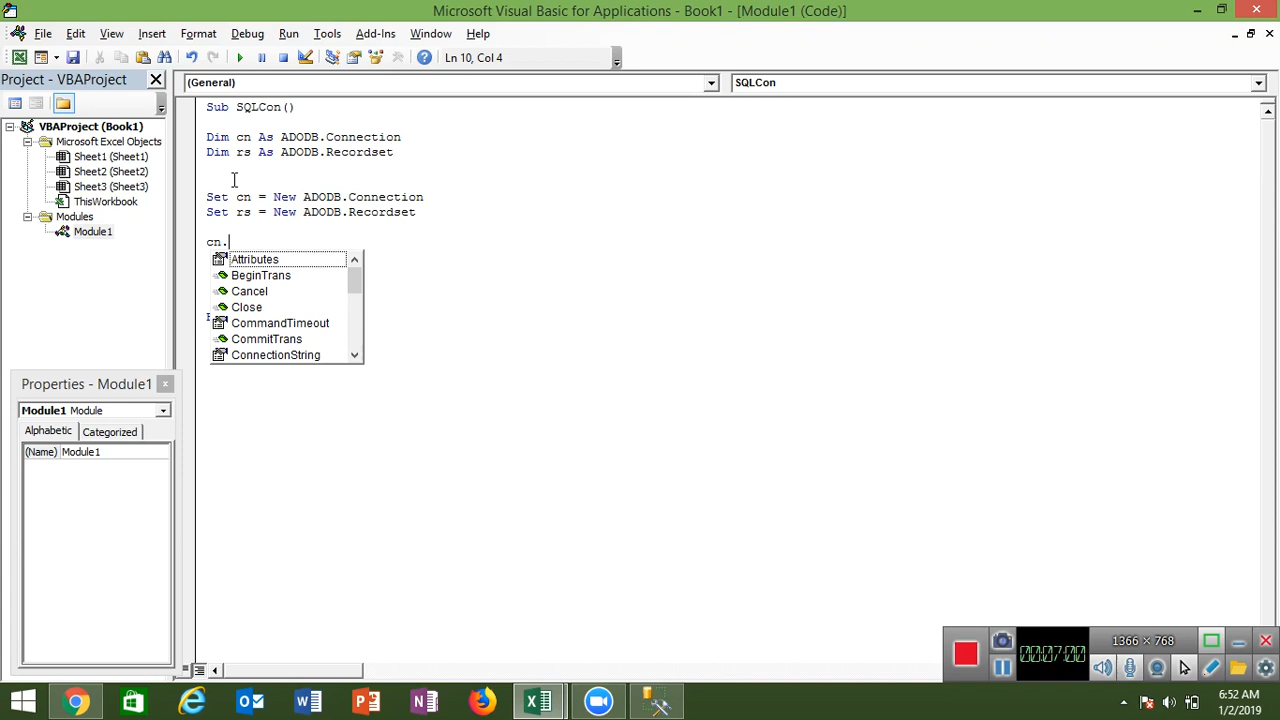 Microsoft Visual Basic for Applications - Book1 - [Module1 (Code)]
File Edit View Insert Format Debug Run Tools Add-Ins Window Help
Ln 10, Col 4
Project - VBAProject
(General)
SQLCon
VBAProject (Book1)
Microsoft Excel Objects
Sheet1 (Sheet1)
Sheet2 (Sheet2)
Sheet3 (Sheet3)
ThisWorkbook
Modules
Module1
Sub SQLCon()
Dim cn As ADODB.Connection
Dim rs As ADODB.Recordset
Set cn = New ADODB.Connection
Set rs = New ADODB.Recordset
cn.
Attributes
BeginTrans
Cancel
Close
CommandTimeout
CommitTrans
ConnectionString
Properties - Module1
Module1 Module
Alphabetic Categorized
(Name) Module1
1366 × 768
00:07:00
6:52 AM
1/2/2019